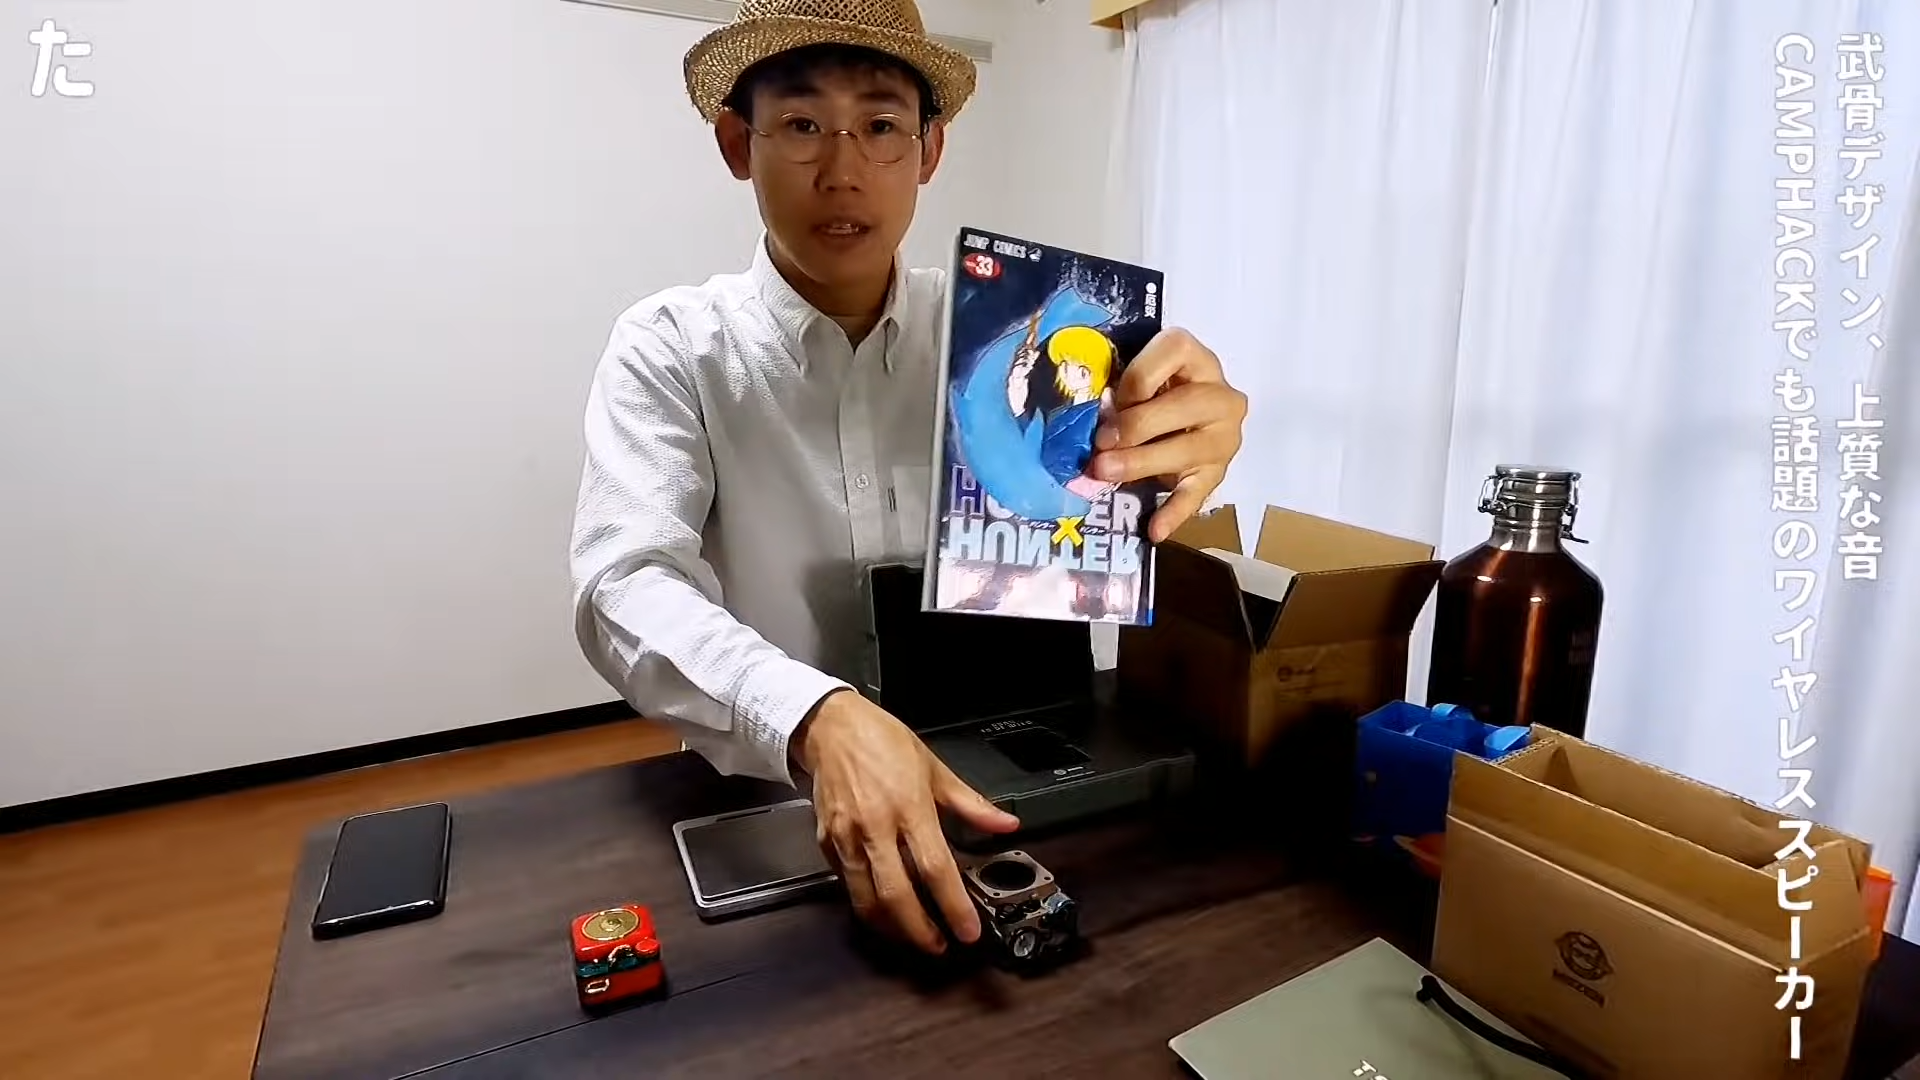 た
武骨デザイン、上質な音
CAMPHACKでも話題のワイヤレススピーカー
JUMP COMICS
33
HUNTER
×
HUNTER